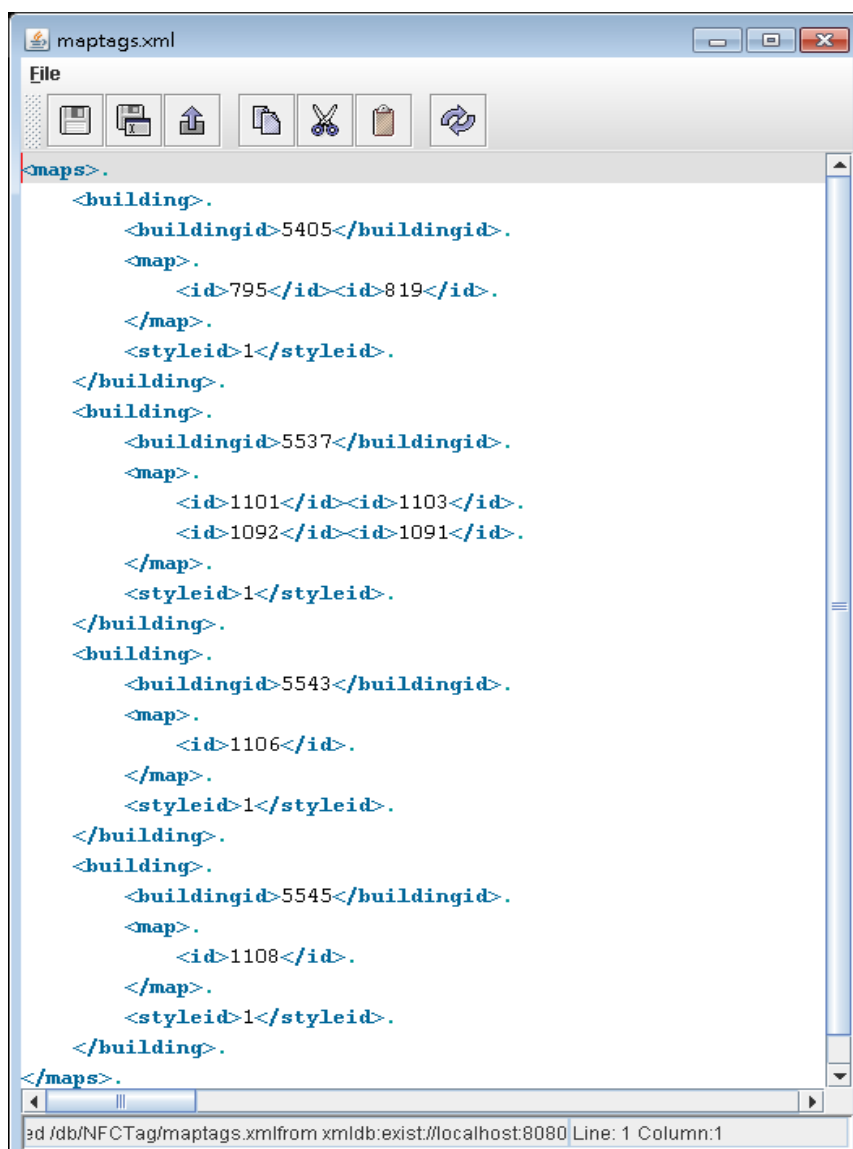 maptags.xml
File
<maps>.
<building>.
<buildingid>5405</buildingid>.
<map>.
<id>795</id><id>819</id>.
</map>.
<styleid>1</styleid>.
</building>.
<building>.
<buildingid>5537</buildingid>.
<map>.
<id>1101</id><id>1103</id>.
<id>1092</id><id>1091</id>.
</map>.
<styleid>1</styleid>.
</building>.
<building>.
<buildingid>5543</buildingid>.
<map>.
<id>1106</id>.
</map>.
<styleid>1</styleid>.
</building>.
<building>.
<buildingid>5545</buildingid>.
<map>.
<id>1108</id>.
</map>.
<styleid>1</styleid>.
</building>.
</maps>.
ed /db/NFCTag/maptags.xmlfrom xmldb:exist://localhost:8080 Line: 1 Column:1